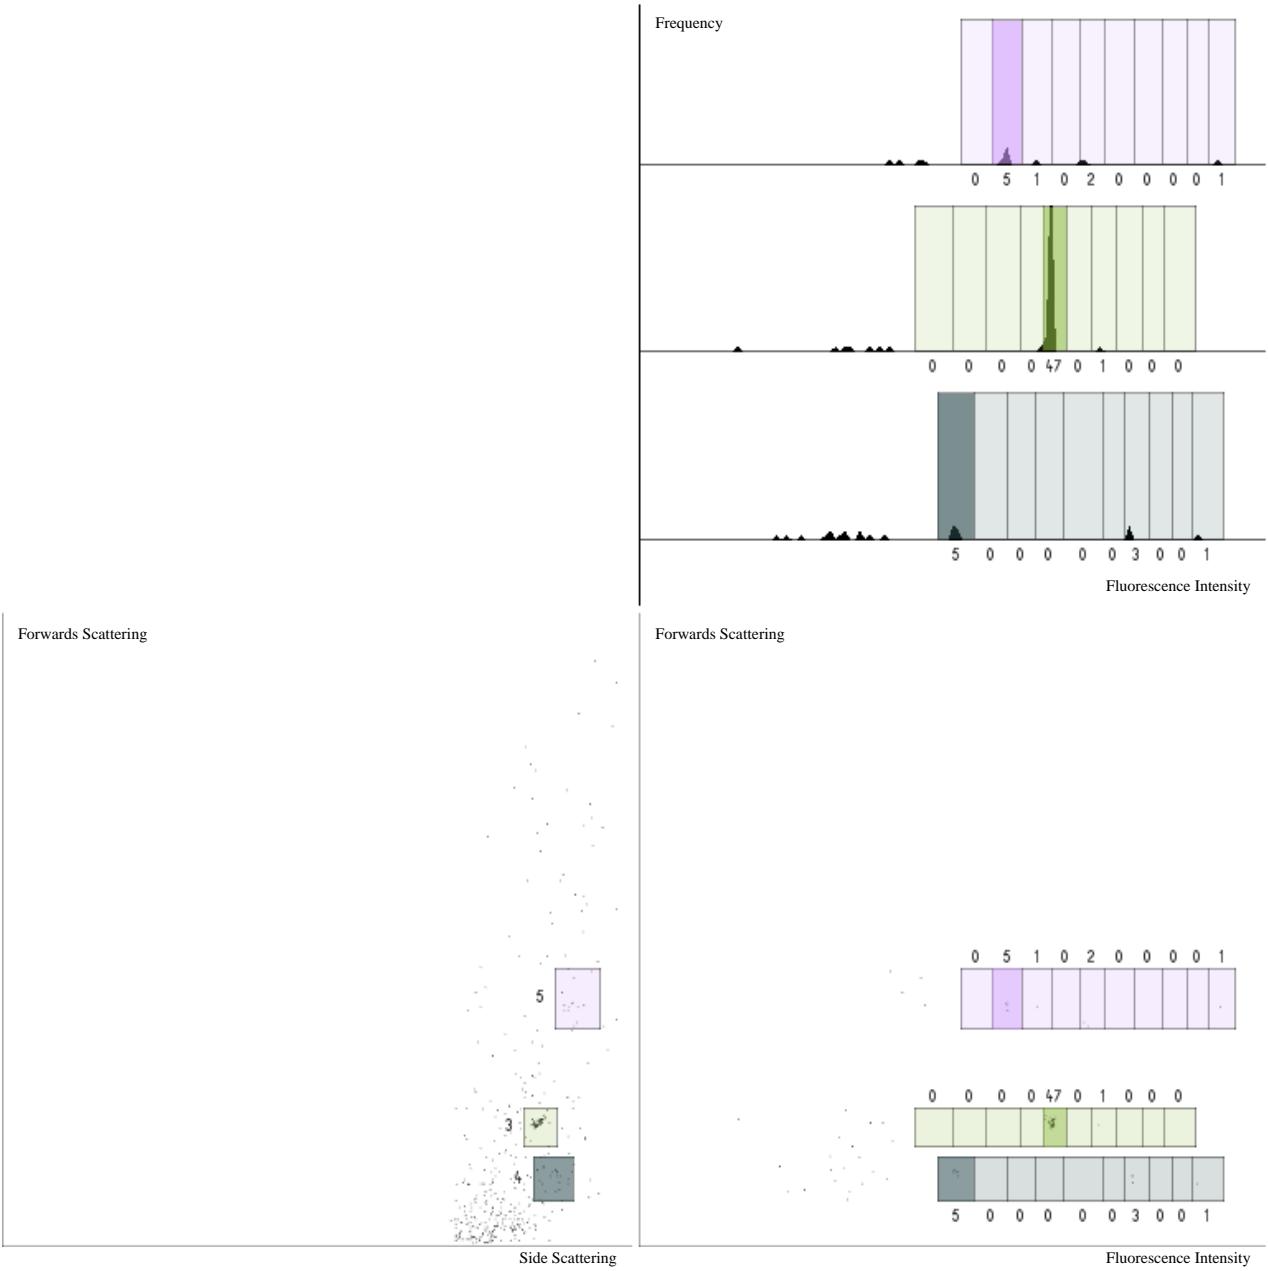 Frequency
0 5 1 0 2 0 0 0 0 1
0 0 0 0 47 0 1 0 0 0
5 0 0 0 0 0 3 0 0 1
Fluorescence Intensity
Forwards Scattering
5
3
4
Side Scattering
Forwards Scattering
0 5 1 0 2 0 0 0 0 1
0 0 0 0 47 0 1 0 0 0
5 0 0 0 0 0 3 0 0 1
Fluorescence Intensity